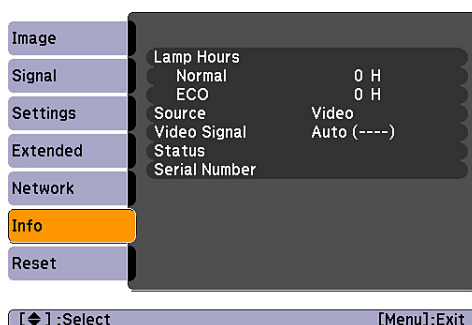 Image
Signal
Settings
Extended
Network
Info
Reset
Lamp Hours
Normal 0 H
ECO 0 H
Source Video
Video Signal Auto (----)
Status
Serial Number
[◆] :Select [Menu]:Exit